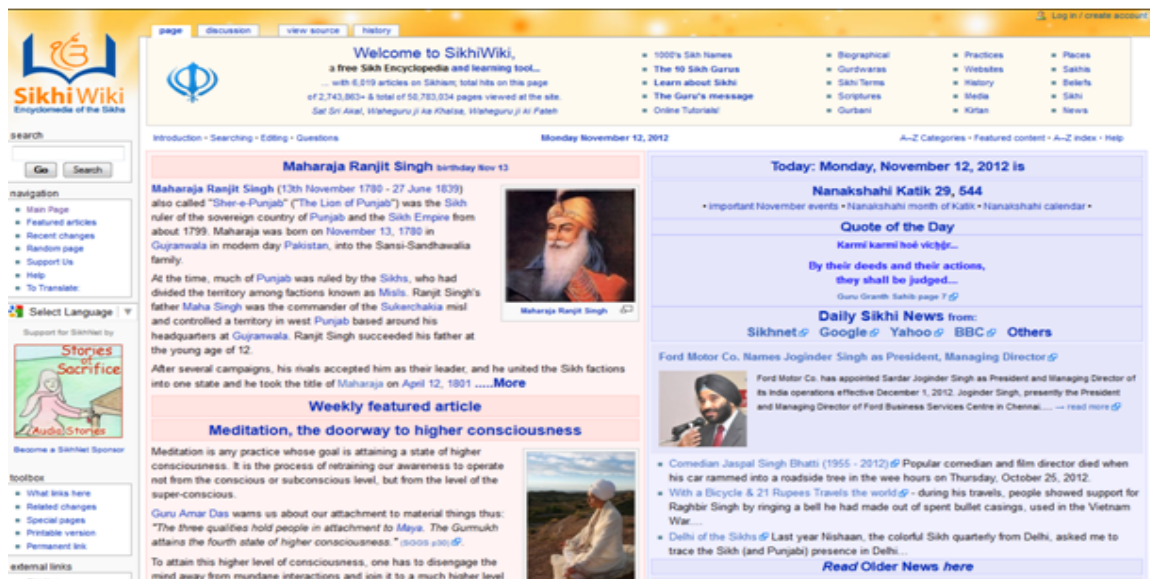 Log in / create account
SikhiWiki
Encyclomedia of the Sikhs
search
Go Search
navigation
Main Page
Featured articles
Recent changes
Random page
Support Us
Help
To Translate:
Select Language
Support for SikhNet by
Stories
of
Sacrifice
Audio Stories
Become a SikhNet Sponsor
toolbox
What links here
Related changes
Special pages
Printable version
Permanent link
external links
page discussion view source history
Welcome to SikhiWiki,
a free Sikh Encyclopedia and learning tool...
... with 6,019 articles on Sikhism; total hits on this page
of 2,743,863+ & total of 50,783,034 pages viewed at the site.
Sat Sri Akal, Waheguru ji ka Khalsa, Waheguru ji ki Fateh
1000's Sikh Names
The 10 Sikh Gurus
Learn about Sikhi
The Guru's message
Online Tutorials!
Biographical
Gurdwaras
Sikhi Terms
Scriptures
Gurbani
Practices
Websites
History
Media
Kirtan
Places
Sakhis
Beliefs
Sikhi
News
Introduction - Searching - Editing - Questions
Monday November 12, 2012
A–Z Categories • Featured content • A–Z index • Help
Maharaja Ranjit Singh birthday Nov 13
Maharaja Ranjit Singh (13th November 1780 - 27 June 1839)
also called "Sher-e-Punjab" ("The Lion of Punjab") was the Sikh
ruler of the sovereign country of Punjab and the Sikh Empire from
about 1799. Maharaja was born on November 13, 1780 in
Gujranwala in modern day Pakistan, into the Sansi-Sandhawalia
family.
Maharaja Ranjit Singh
At the time, much of Punjab was ruled by the Sikhs, who had
divided the territory among factions known as Misls. Ranjit Singh's
father Maha Singh was the commander of the Sukerchakia misl
and controlled a territory in west Punjab based around his
headquarters at Gujranwala. Ranjit Singh succeeded his father at
the young age of 12.
After several campaigns, his rivals accepted him as their leader, and he united the Sikh factions
into one state and he took the title of Maharaja on April 12, 1801 .....More
Weekly featured article
Meditation, the doorway to higher consciousness
Meditation is any practice whose goal is attaining a state of higher
consciousness. It is the process of retraining our awareness to operate
not from the conscious or subconscious level, but from the level of the
super-conscious.
Guru Amar Das warns us about our attachment to material things thus:
"The three qualities hold people in attachment to Maya. The Gurmukh
attains the fourth state of higher consciousness." (SGGS p30).
To attain this higher level of consciousness, one has to disengage the
mind away from mundane interactions and join it to a much higher level
Today: Monday, November 12, 2012 is
Nanakshahi Katik 29, 544
• important November events • Nanakshahi month of Katik • Nanakshahi calendar •
Quote of the Day
Karmī karmī hoė
By their deeds and their actions,
they shall be judged....
Guru Granth Sahib page 7
Daily Sikhi News from:
Sikhnet Google Yahoo BBC Others
Ford Motor Co. Names Joginder Singh as President, Managing Director
Ford Motor Co. has appointed Sardar Joginder Singh as President and Managing Director of
its India operations effective December 1, 2012. Joginder Singh, presently the President
and Managing Director of Ford Business Services Centre in Chennai.... → read more
Comedian Jaspal Singh Bhatti (1955 - 2012) Popular comedian and film director died when
his car rammed into a roadside tree in the wee hours on Thursday, October 25, 2012.
With a Bicycle & 21 Rupees Travels the world - during his travels, people showed support for
Raghbir Singh by ringing a bell he had made out of spent bullet casings, used in the Vietnam
War....
Delhi of the Sikhs Last year Nishaan, the colorful Sikh quarterly from Delhi, asked me to
trace the Sikh (and Punjabi) presence in Delhi...
Read Older News here